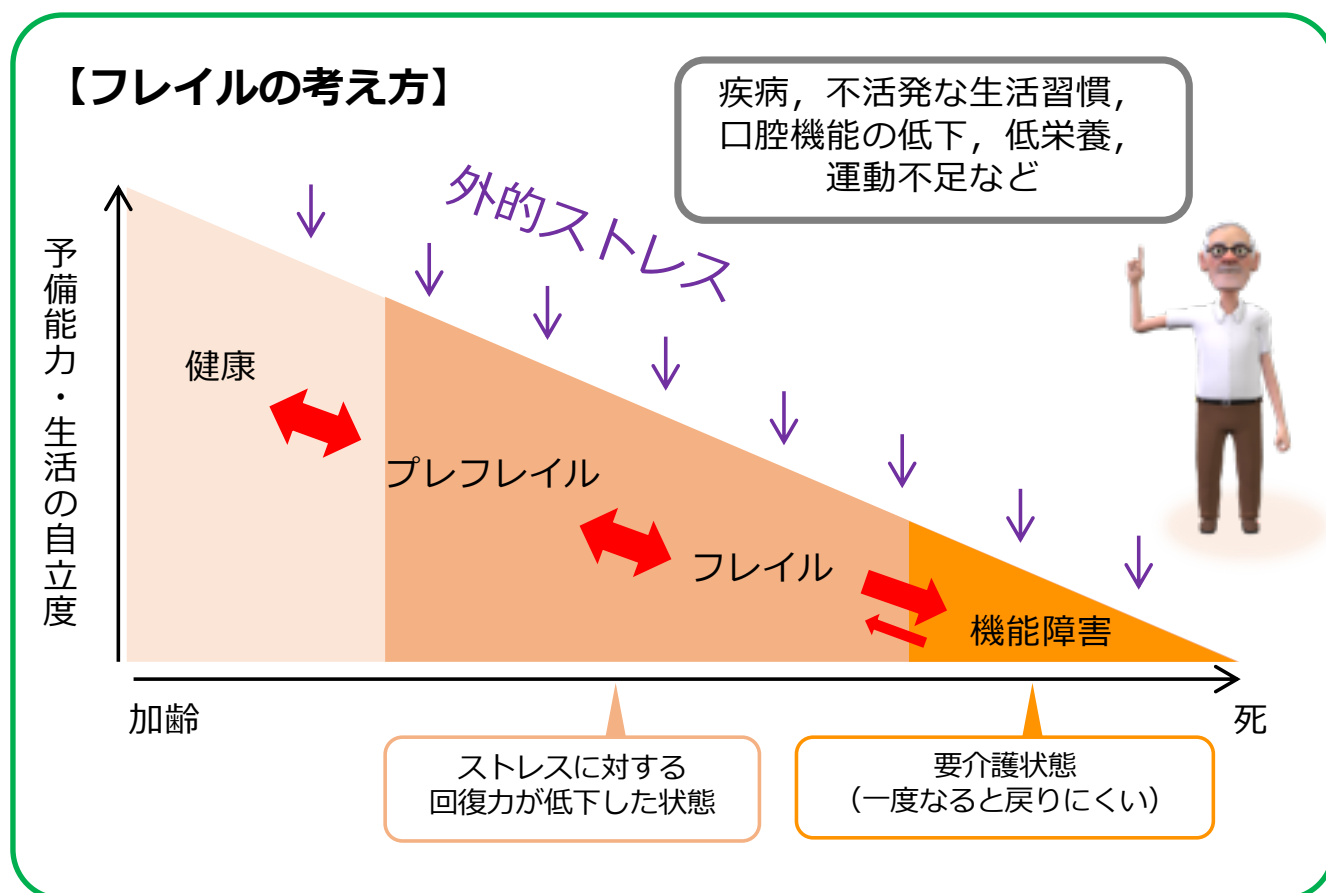 【フレイルの考え方】
疾病，不活発な生活習慣，
口腔機能の低下，低栄養，
運動不足など
外的ストレス
予備能力・生活の自立度
健康
プレフレイル
フレイル
機能障害
加齢
死
ストレスに対する
回復力が低下した状態
要介護状態
（一度なると戻りにくい）